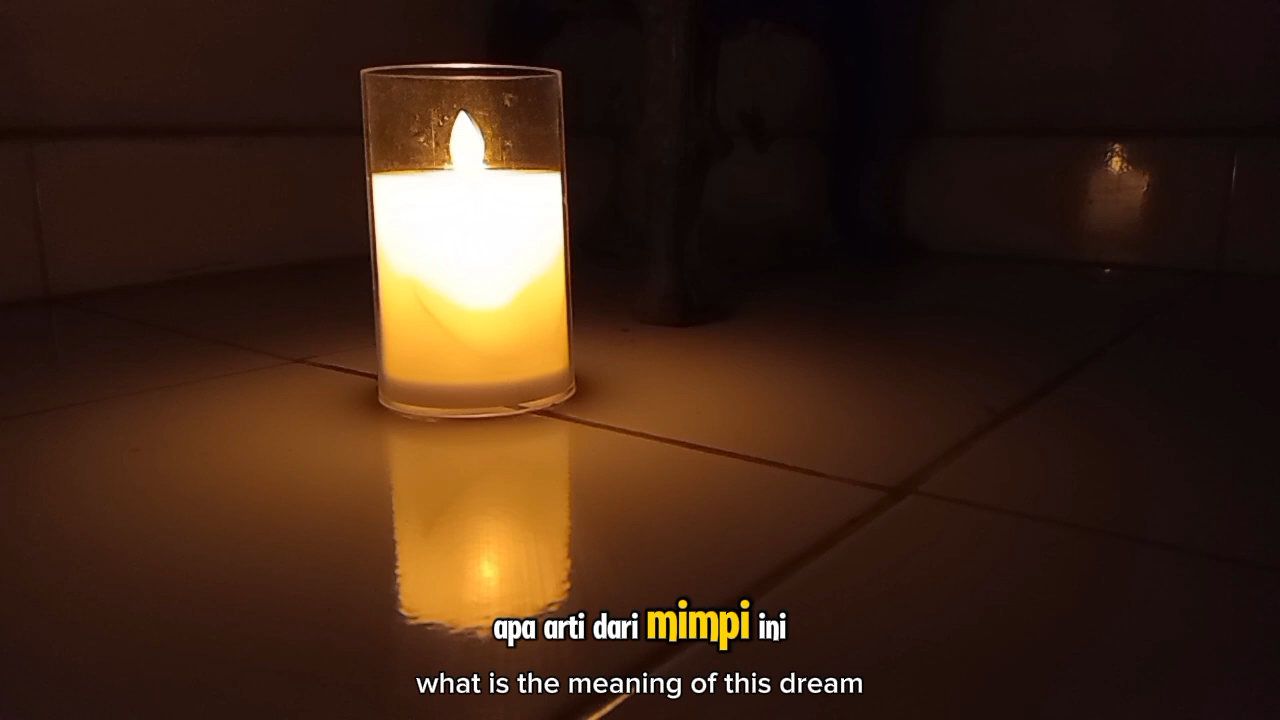 apa arti dari mimpi ini
what is the meaning of this dream